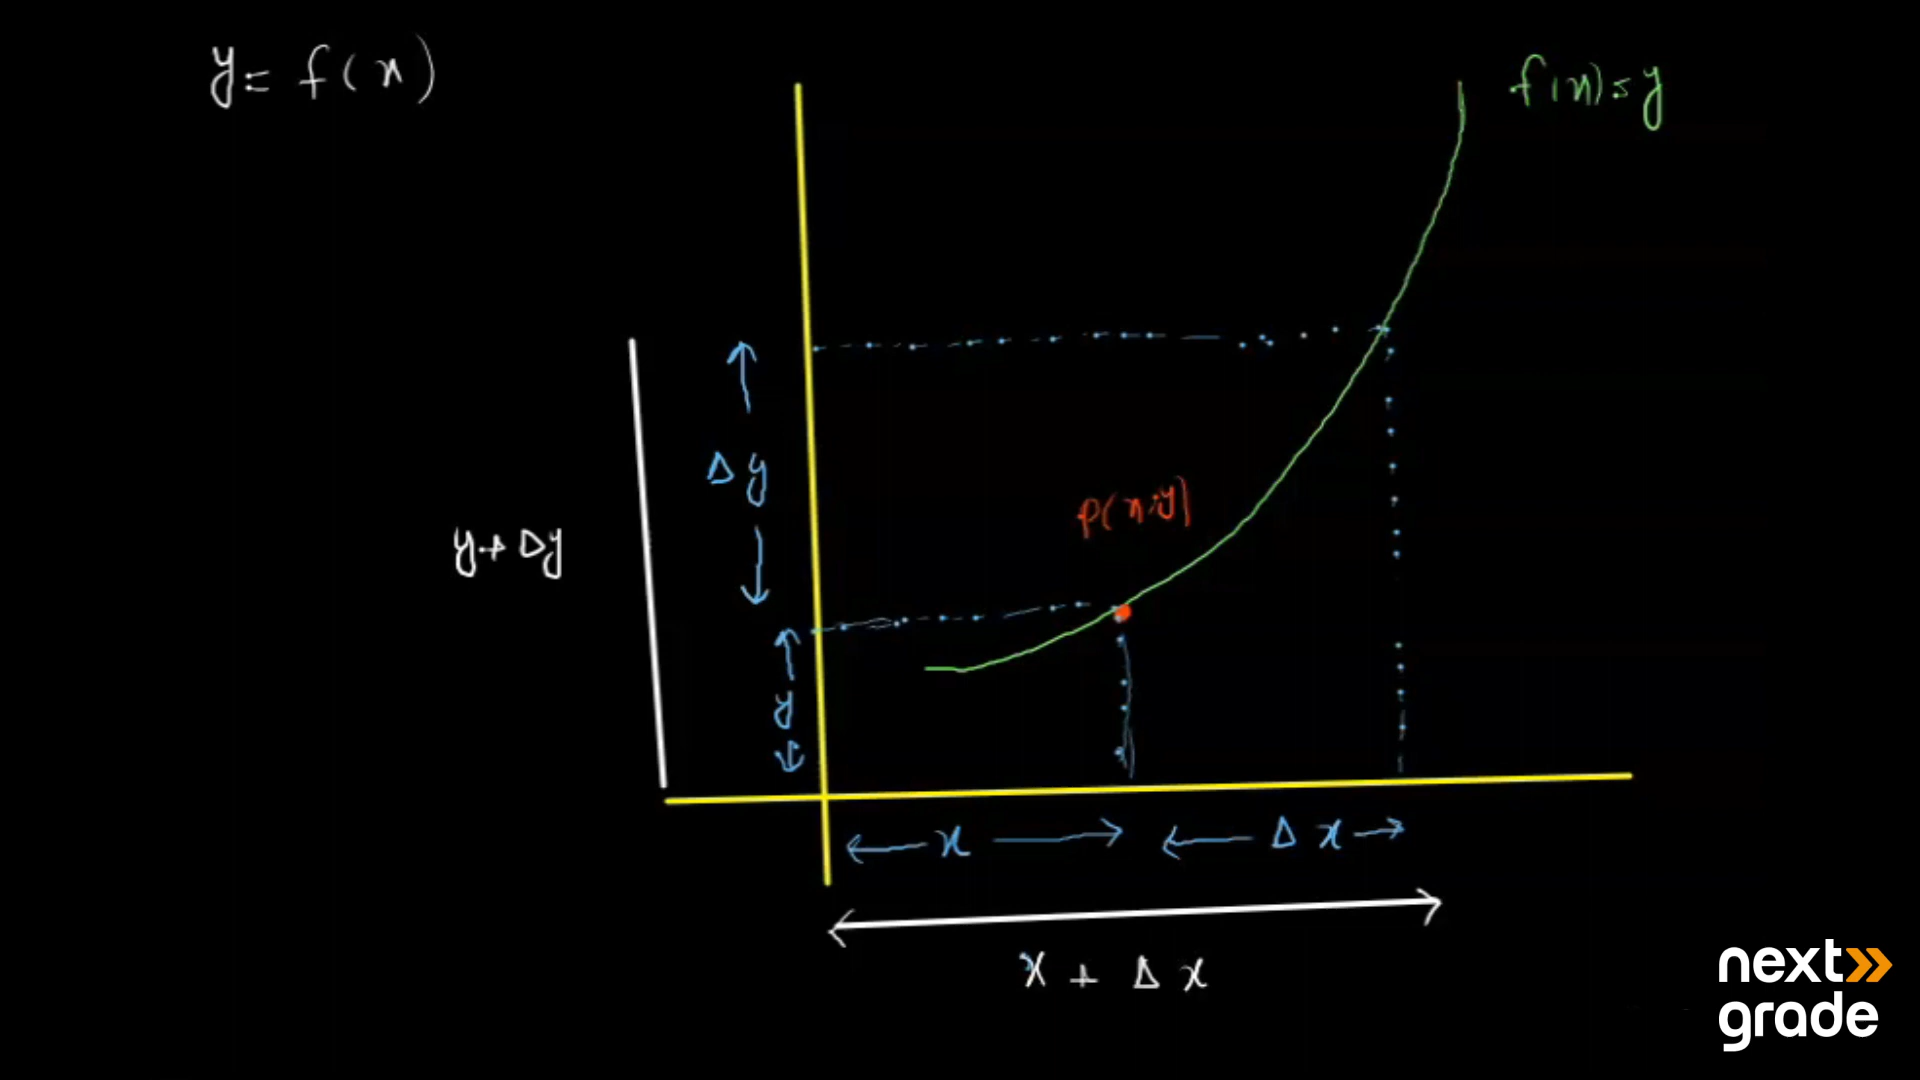 y = f(x)
f(x) = y
Δy
P(x,y)
y + Δy
y
x
Δx
x + Δx
next
grade